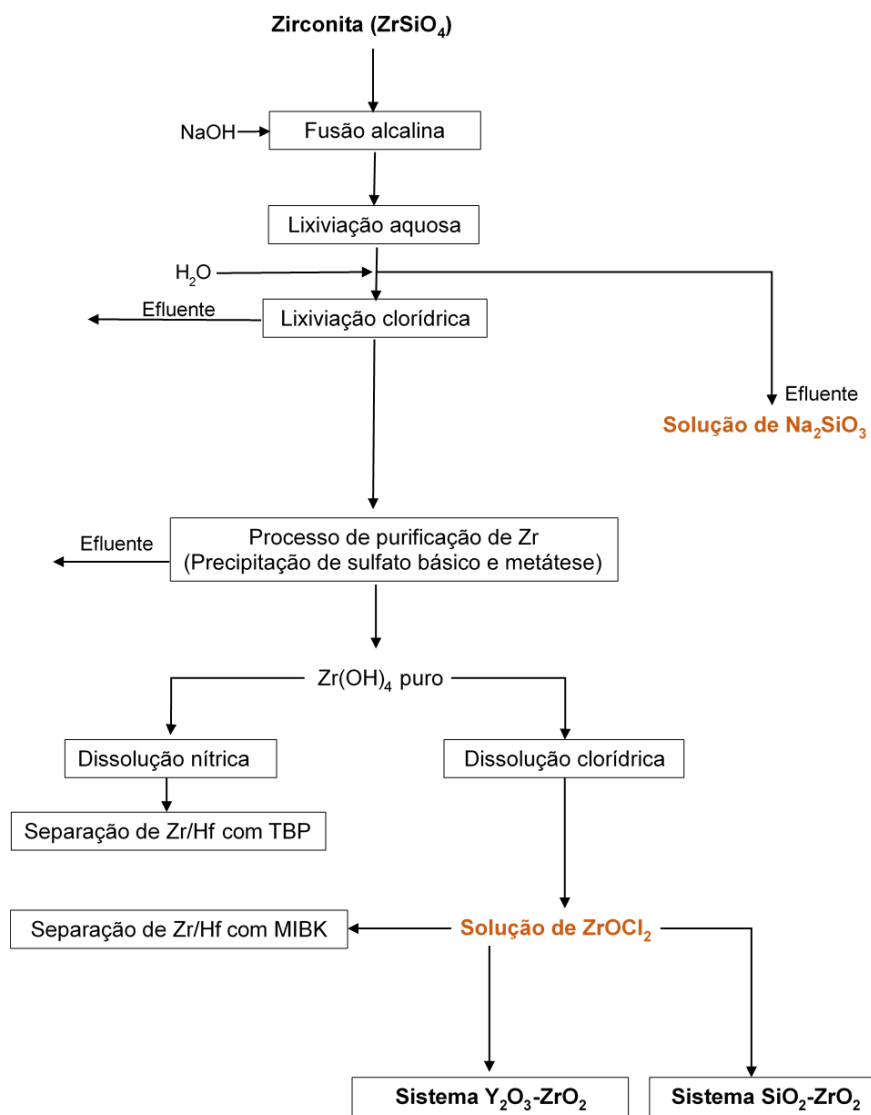 Zirconita (ZrSiO₄)
NaOH
Fusão alcalina
Lixiviação aquosa
H₂O
Efluente
Lixiviação clorídrica
Efluente
Solução de Na₂SiO₃
Efluente
Processo de purificação de Zr
(Precipitação de sulfato básico e metátese)
Zr(OH)₄ puro
Dissolução nítrica
Dissolução clorídrica
Separação de Zr/Hf com TBP
Separação de Zr/Hf com MIBK
Solução de ZrOCl₂
Sistema Y₂O₃-ZrO₂
Sistema SiO₂-ZrO₂